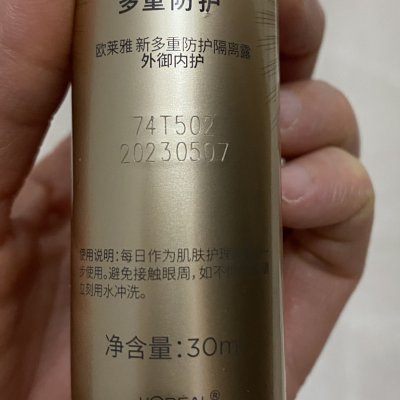 多重防护
欧莱雅 新多重防护隔离露
外御内护
74T502
20230507
使用说明：每日作为肌肤护理
步使用。避免接触眼周，如不
立刻用水冲洗。
净含量：30m
L'OREAL®